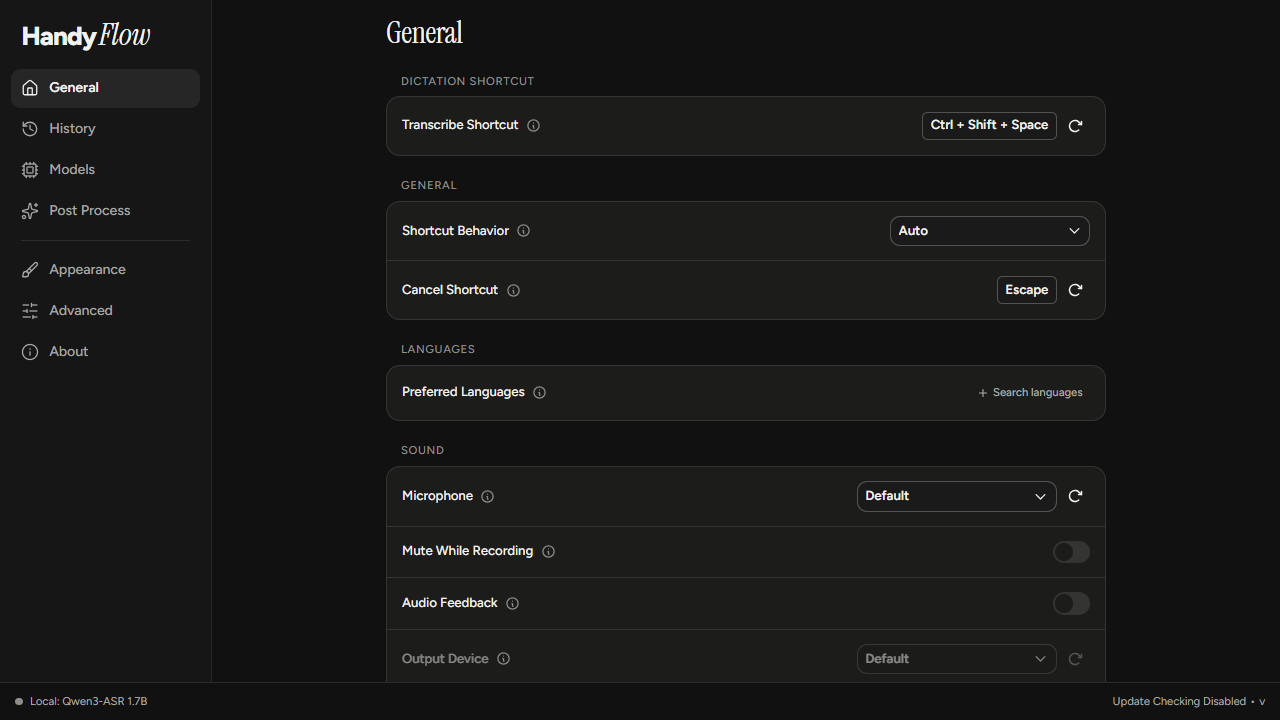 Handy Flow
General
History
Models
Post Process
Appearance
Advanced
About
General
DICTATION SHORTCUT
Transcribe Shortcut
Ctrl + Shift + Space
GENERAL
Shortcut Behavior
Auto
Cancel Shortcut
Escape
LANGUAGES
Preferred Languages
+ Search languages
SOUND
Microphone
Default
Mute While Recording
Audio Feedback
Output Device
Default
Local: Qwen3-ASR 1.7B
Update Checking Disabled • v